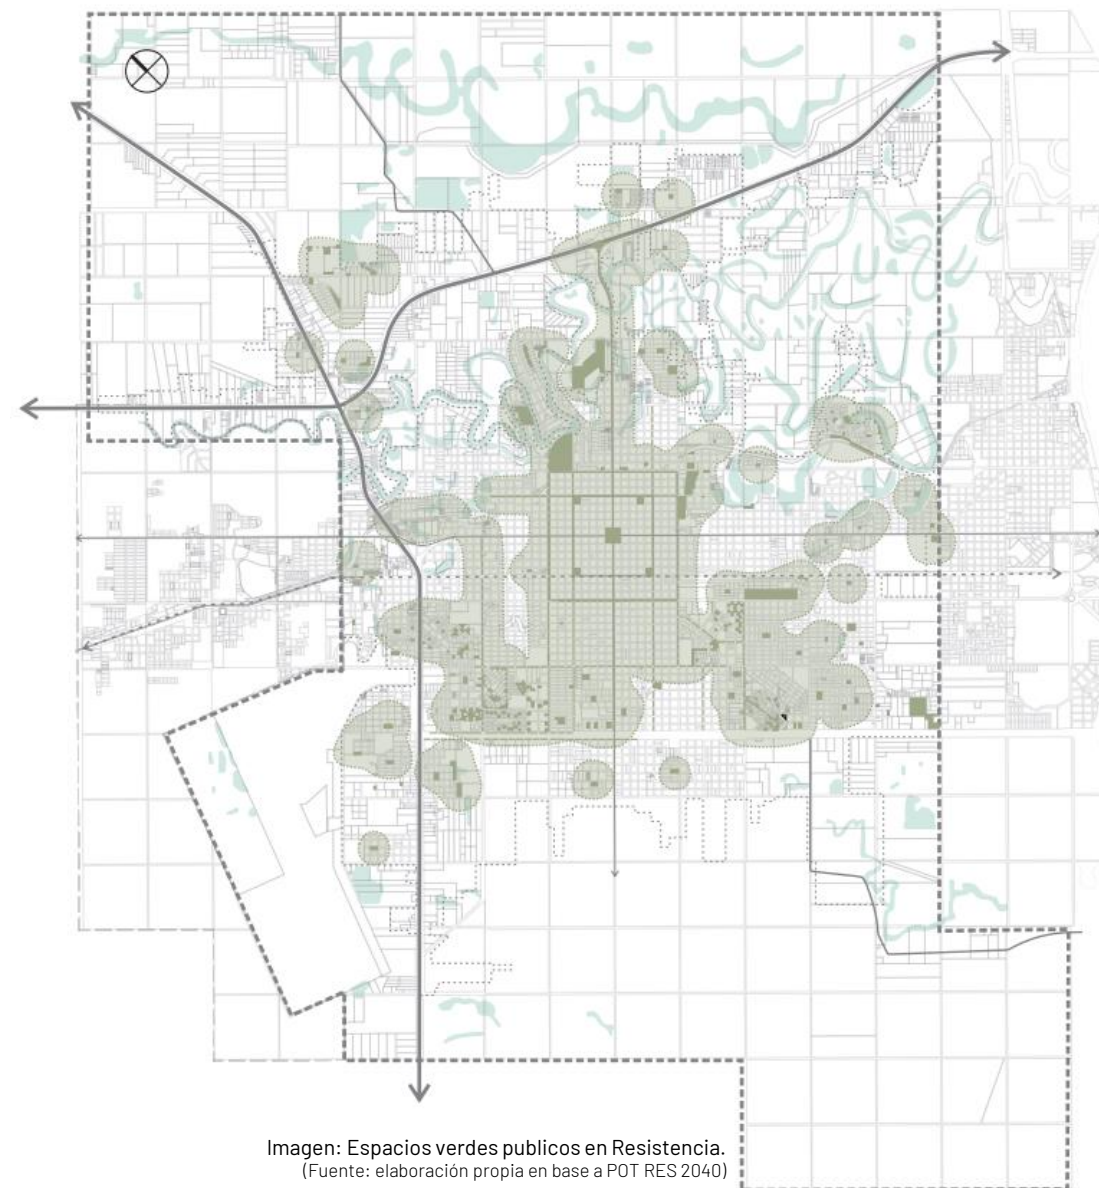 Imagen: Espacios verdes publicos en Resistencia.
(Fuente: elaboración propia en base a POT RES 2040)